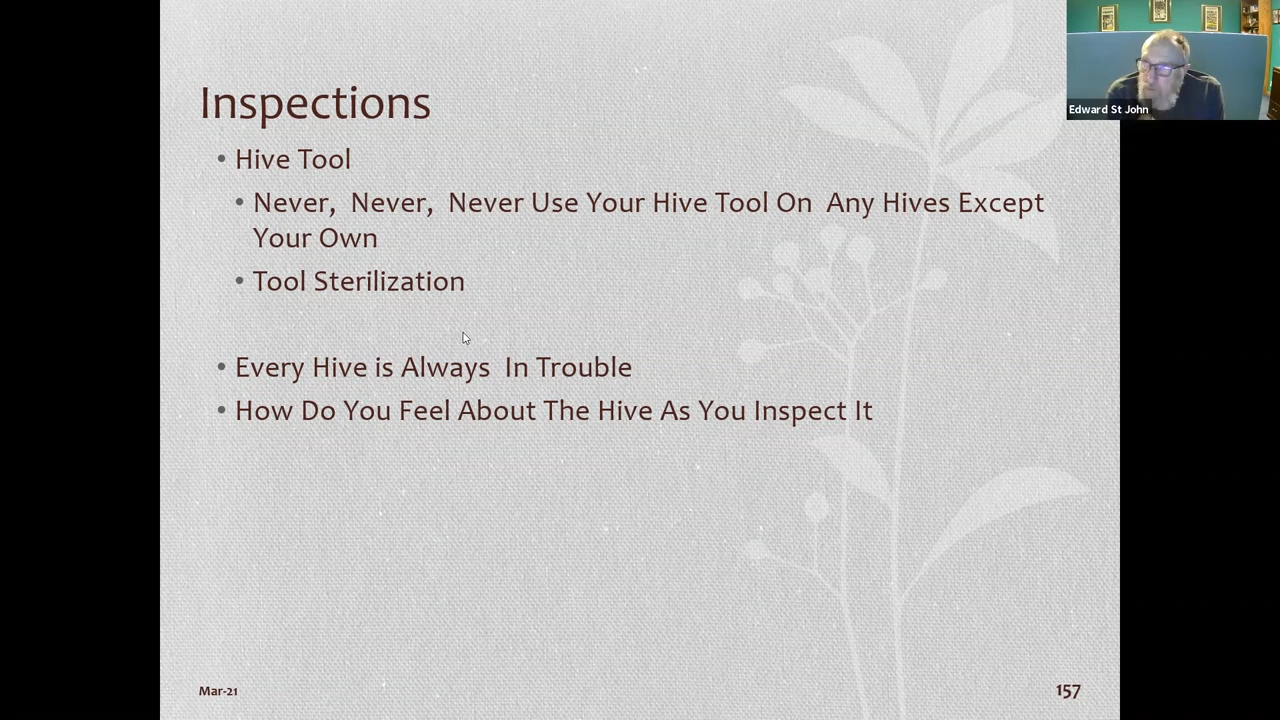 Inspections
• Hive Tool
• Never, Never, Never Use Your Hive Tool On Any Hives Except
Your Own
• Tool Sterilization
• Every Hive is Always In Trouble
• How Do You Feel About The Hive As You Inspect It
Mar-21
157
Edward St John